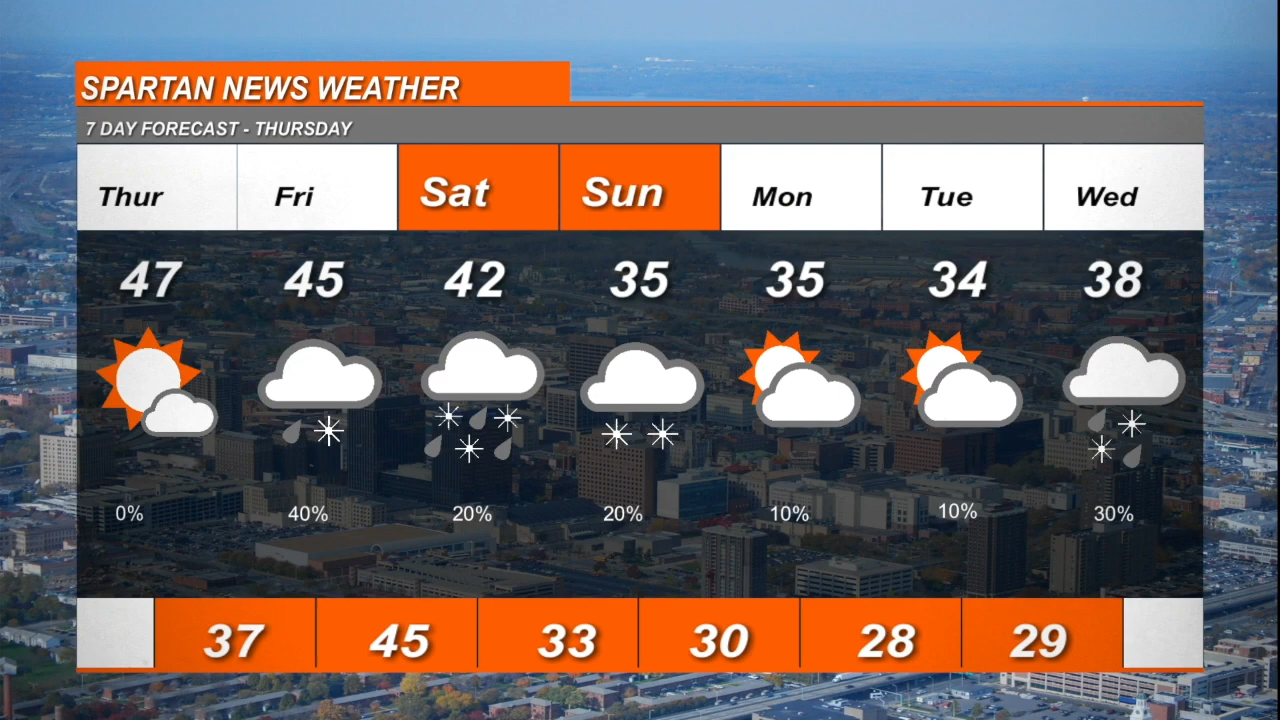 SPARTAN NEWS WEATHER
7 DAY FORECAST - THURSDAY
Thur Fri Sat Sun Mon Tue Wed
47 45 42 35 35 34 38
0% 40% 20% 20% 10% 10% 30%
37 45 33 30 28 29